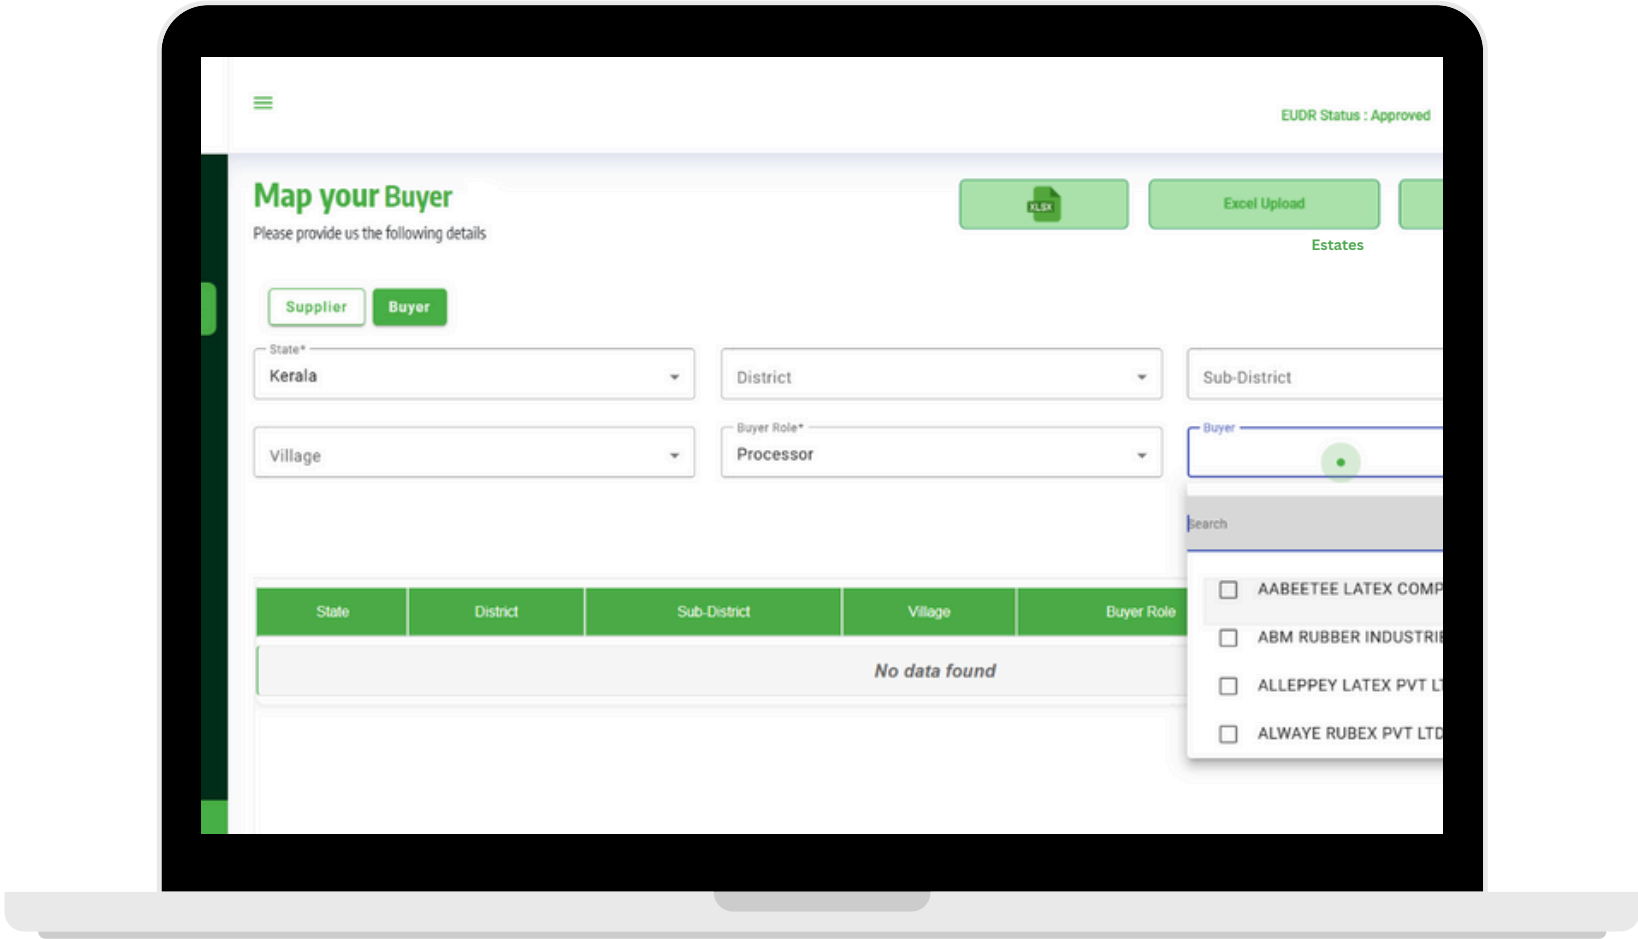 EUDR Status : Approved
Map your Buyer
Please provide us the following details
XLSX
Excel Upload
Estates
Supplier
Buyer
State*
Kerala
District
Sub-District
Village
Buyer Role*
Processor
Buyer
Search
AABEETEE LATEX COMP
ABM RUBBER INDUSTRIE
ALLEPPEY LATEX PVT LT
ALWAYE RUBEX PVT LTD
State District Sub-District Village Buyer Role
No data found